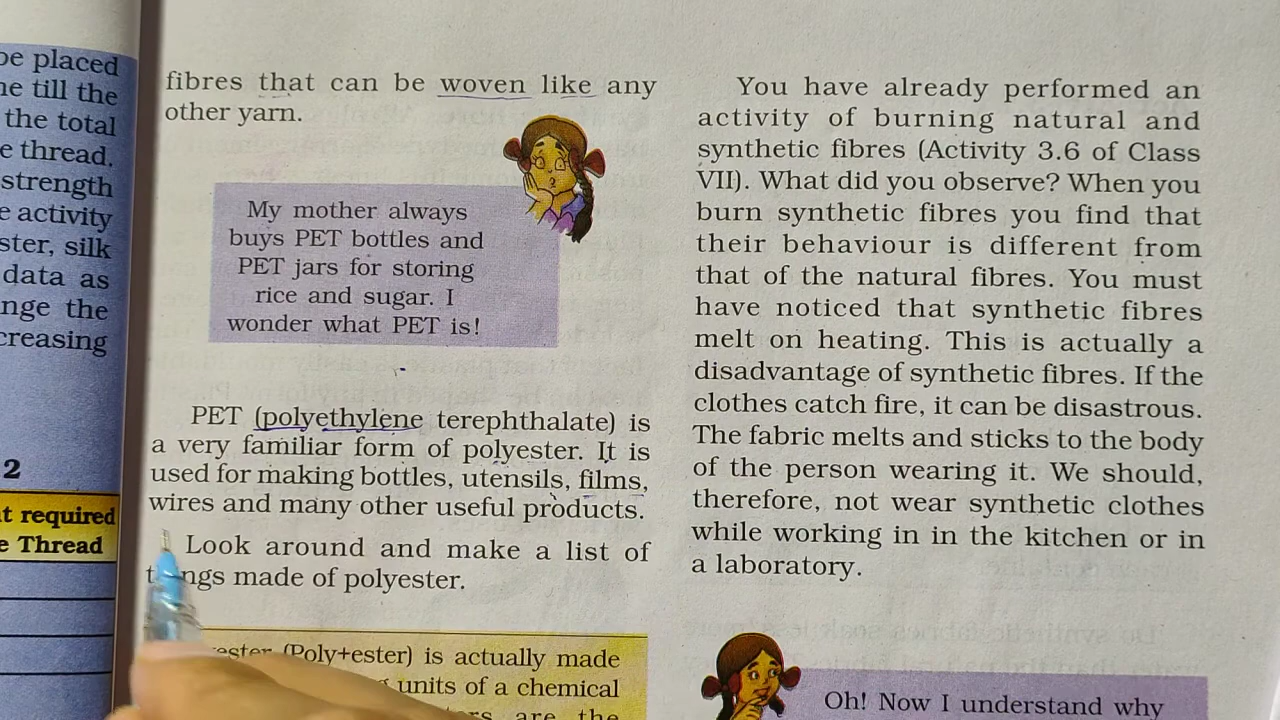 be placed
he till the
the total
e thread.
strength
e activity
ster, silk
data as
nge the
creasing
2
t required
e Thread
fibres that can be woven like any
other yarn.
My mother always
buys PET bottles and
PET jars for storing
rice and sugar. I
wonder what PET is!
PET (polyethylene terephthalate) is
a very familiar form of polyester. It is
used for making bottles, utensils, films,
wires and many other useful products.
Look around and make a list of
things made of polyester.
ester (Poly+ester) is actually made
units of a chemical
are the
You have already performed an
activity of burning natural and
synthetic fibres (Activity 3.6 of Class
VII). What did you observe? When you
burn synthetic fibres you find that
their behaviour is different from
that of the natural fibres. You must
have noticed that synthetic fibres
melt on heating. This is actually a
disadvantage of synthetic fibres. If the
clothes catch fire, it can be disastrous.
The fabric melts and sticks to the body
of the person wearing it. We should,
therefore, not wear synthetic clothes
while working in in the kitchen or in
a laboratory.
Oh! Now I understand why